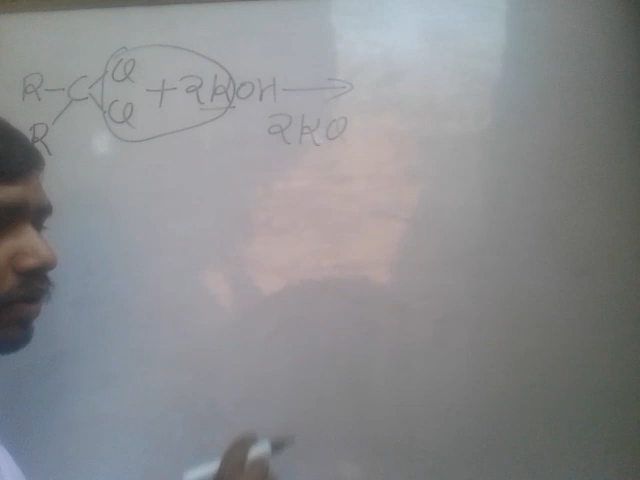 R-C Cl Cl + 2KOH →
R 2KCl